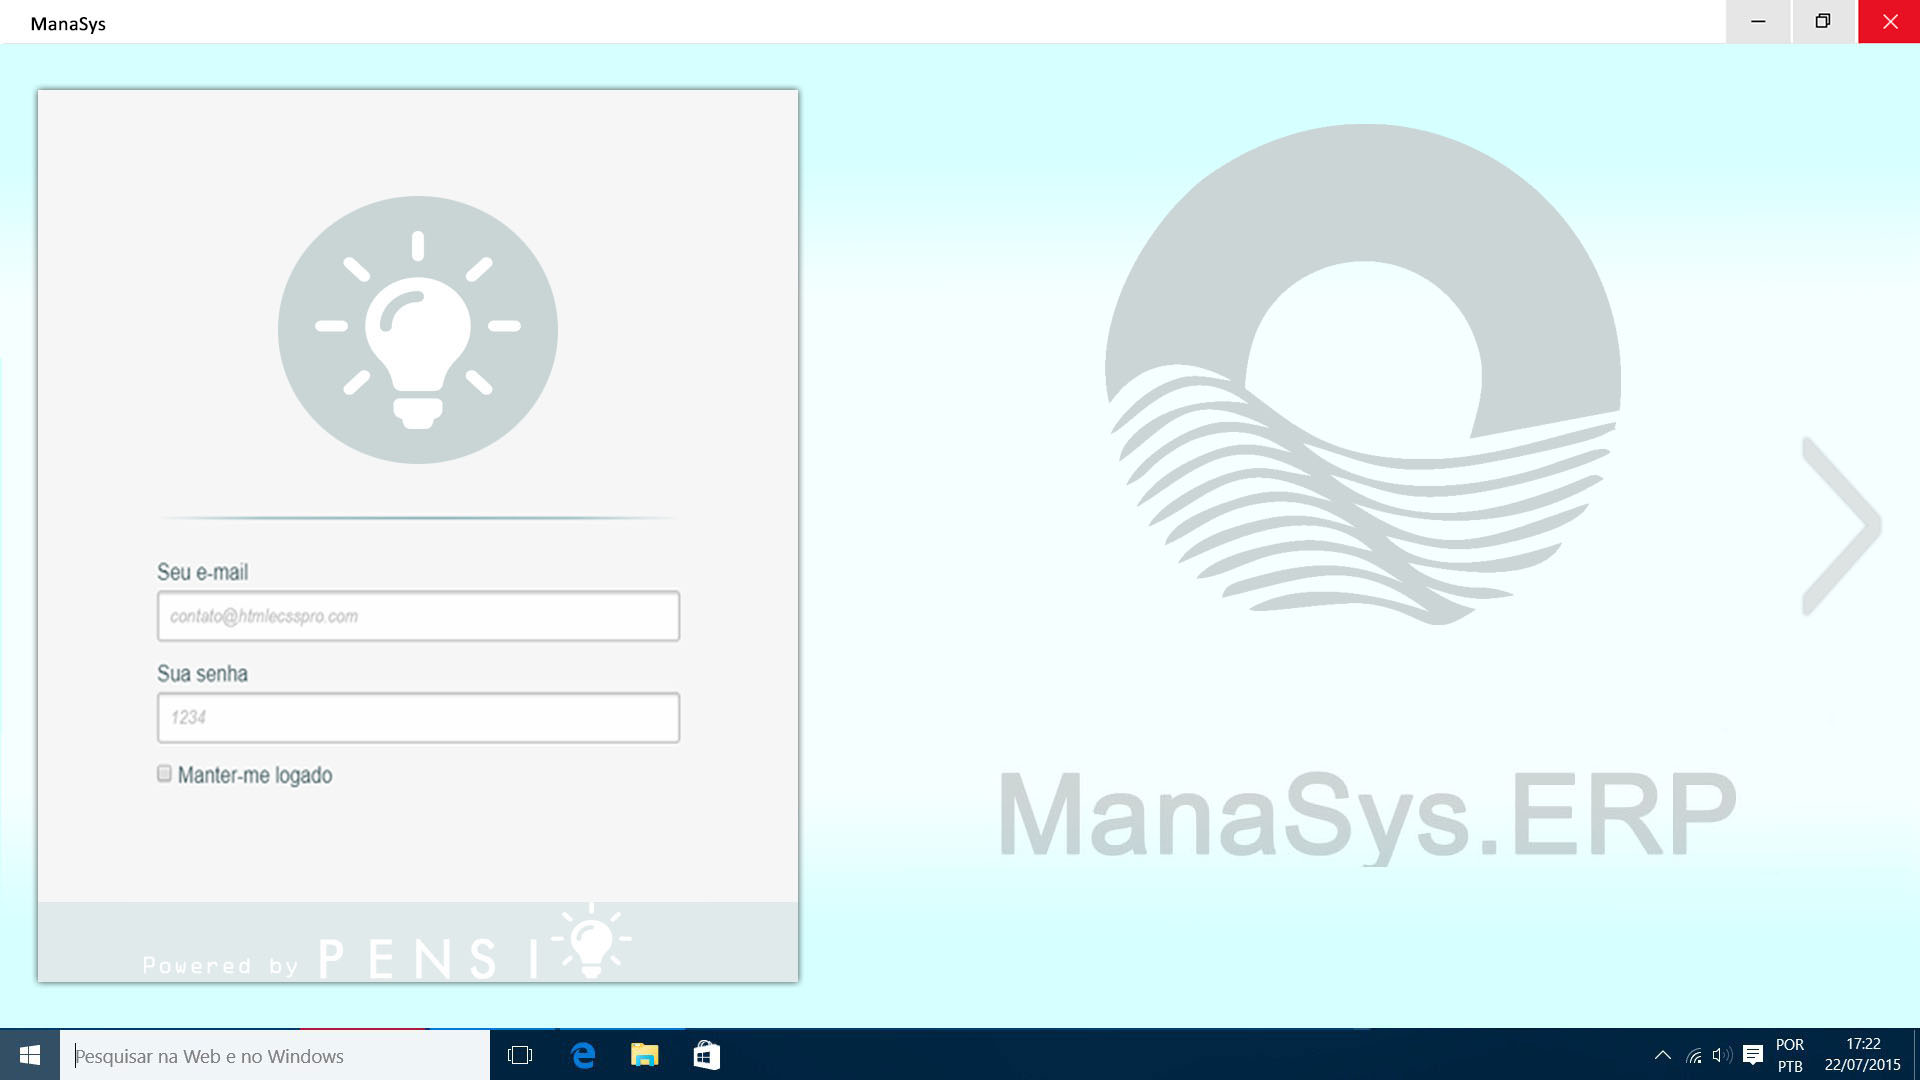 ManaSys
Seu e-mail
contato@htmlecsspro.com
Sua senha
1234
Manter-me logado
Powered by PENSI
ManaSys.ERP
Pesquisar na Web e no Windows
POR
PTB
17:22
22/07/2015